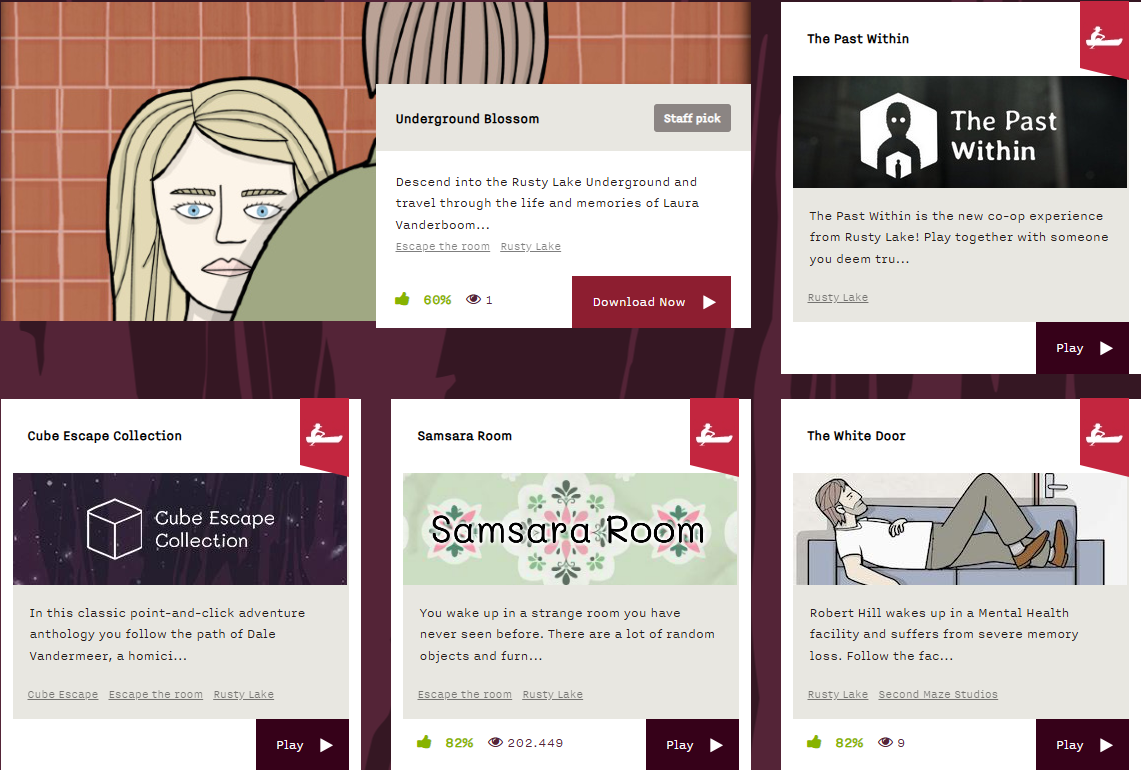 Underground Blossom
Staff pick
Descend into the Rusty Lake Underground and
travel through the life and memories of Laura
Vanderboom...
Escape the room Rusty Lake
60% 1
Download Now
The Past Within
The Past
Within
The Past Within is the new co-op experience
from Rusty Lake! Play together with someone
you deem tru...
Rusty Lake
Play
Cube Escape Collection
Cube Escape
Collection
In this classic point-and-click adventure
anthology you follow the path of Dale
Vandermeer, a homici...
Cube Escape Escape the room Rusty Lake
Play
Samsara Room
Samsara Room
You wake up in a strange room you have
never seen before. There are a lot of random
objects and furn...
Escape the room Rusty Lake
82% 202.449
Play
The White Door
Robert Hill wakes up in a Mental Health
facility and suffers from severe memory
loss. Follow the fac...
Rusty Lake Second Maze Studios
82% 9
Play